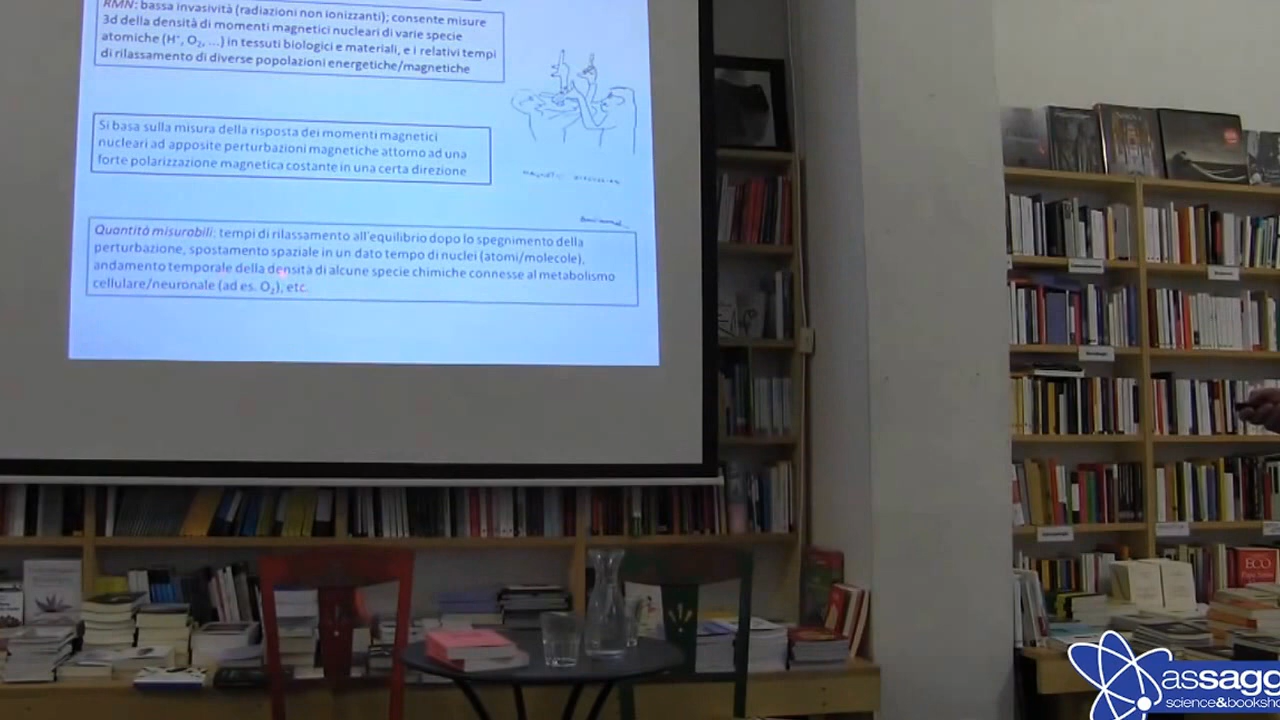 RMN: bassa invasività (radiazioni non ionizzanti); consente misure
3d della densità di momenti magnetici nucleari di varie specie
atomiche (H⁺, O₂, ...) in tessuti biologici e materiali, e i relativi tempi
di rilassamento di diverse popolazioni energetiche/magnetiche
Si basa sulla misura della risposta dei momenti magnetici
nucleari ad apposite perturbazioni magnetiche attorno ad una
forte polarizzazione magnetica costante in una certa direzione
Quantità misurabili: tempi di rilassamento all'equilibrio dopo lo spegnimento della
perturbazione, spostamento spaziale in un dato tempo di nuclei (atomi/molecole),
andamento temporale della densità di alcune specie chimiche connesse al metabolismo
cellulare/neuronale (ad es. O₂), etc.
ECO
assagg
science&booksho